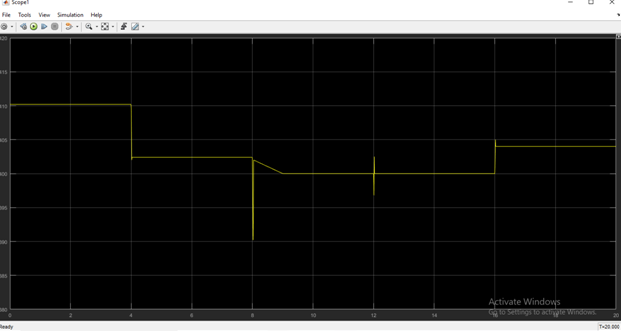 Scope1
File Tools View Simulation Help
0 2 4 6 8 10 12 14 16 18 20
Activate Windows
Go to Settings to activate Windows.
Ready T=20.000